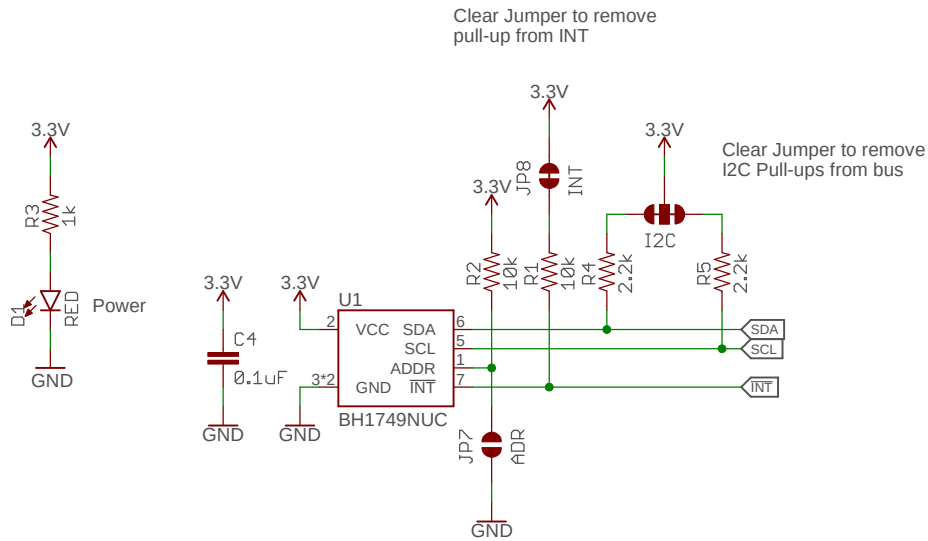 Clear Jumper to remove
pull-up from INT
3.3V
3.3V
3.3V
Clear Jumper to remove
I2C Pull-ups from bus
JP8
INT
3.3V
R3
1k
I2C
R2
10k
R1
10k
R4
2.2k
R5
2.2k
3.3V
3.3V
D1
RED
Power
U1
C4
0.1uF
2
VCC
SDA
6
SDA
SCL
5
SCL
ADDR
1
3*2
GND
INT
7
INT
GND
BH1749NUC
GND
GND
JP7
ADR
GND